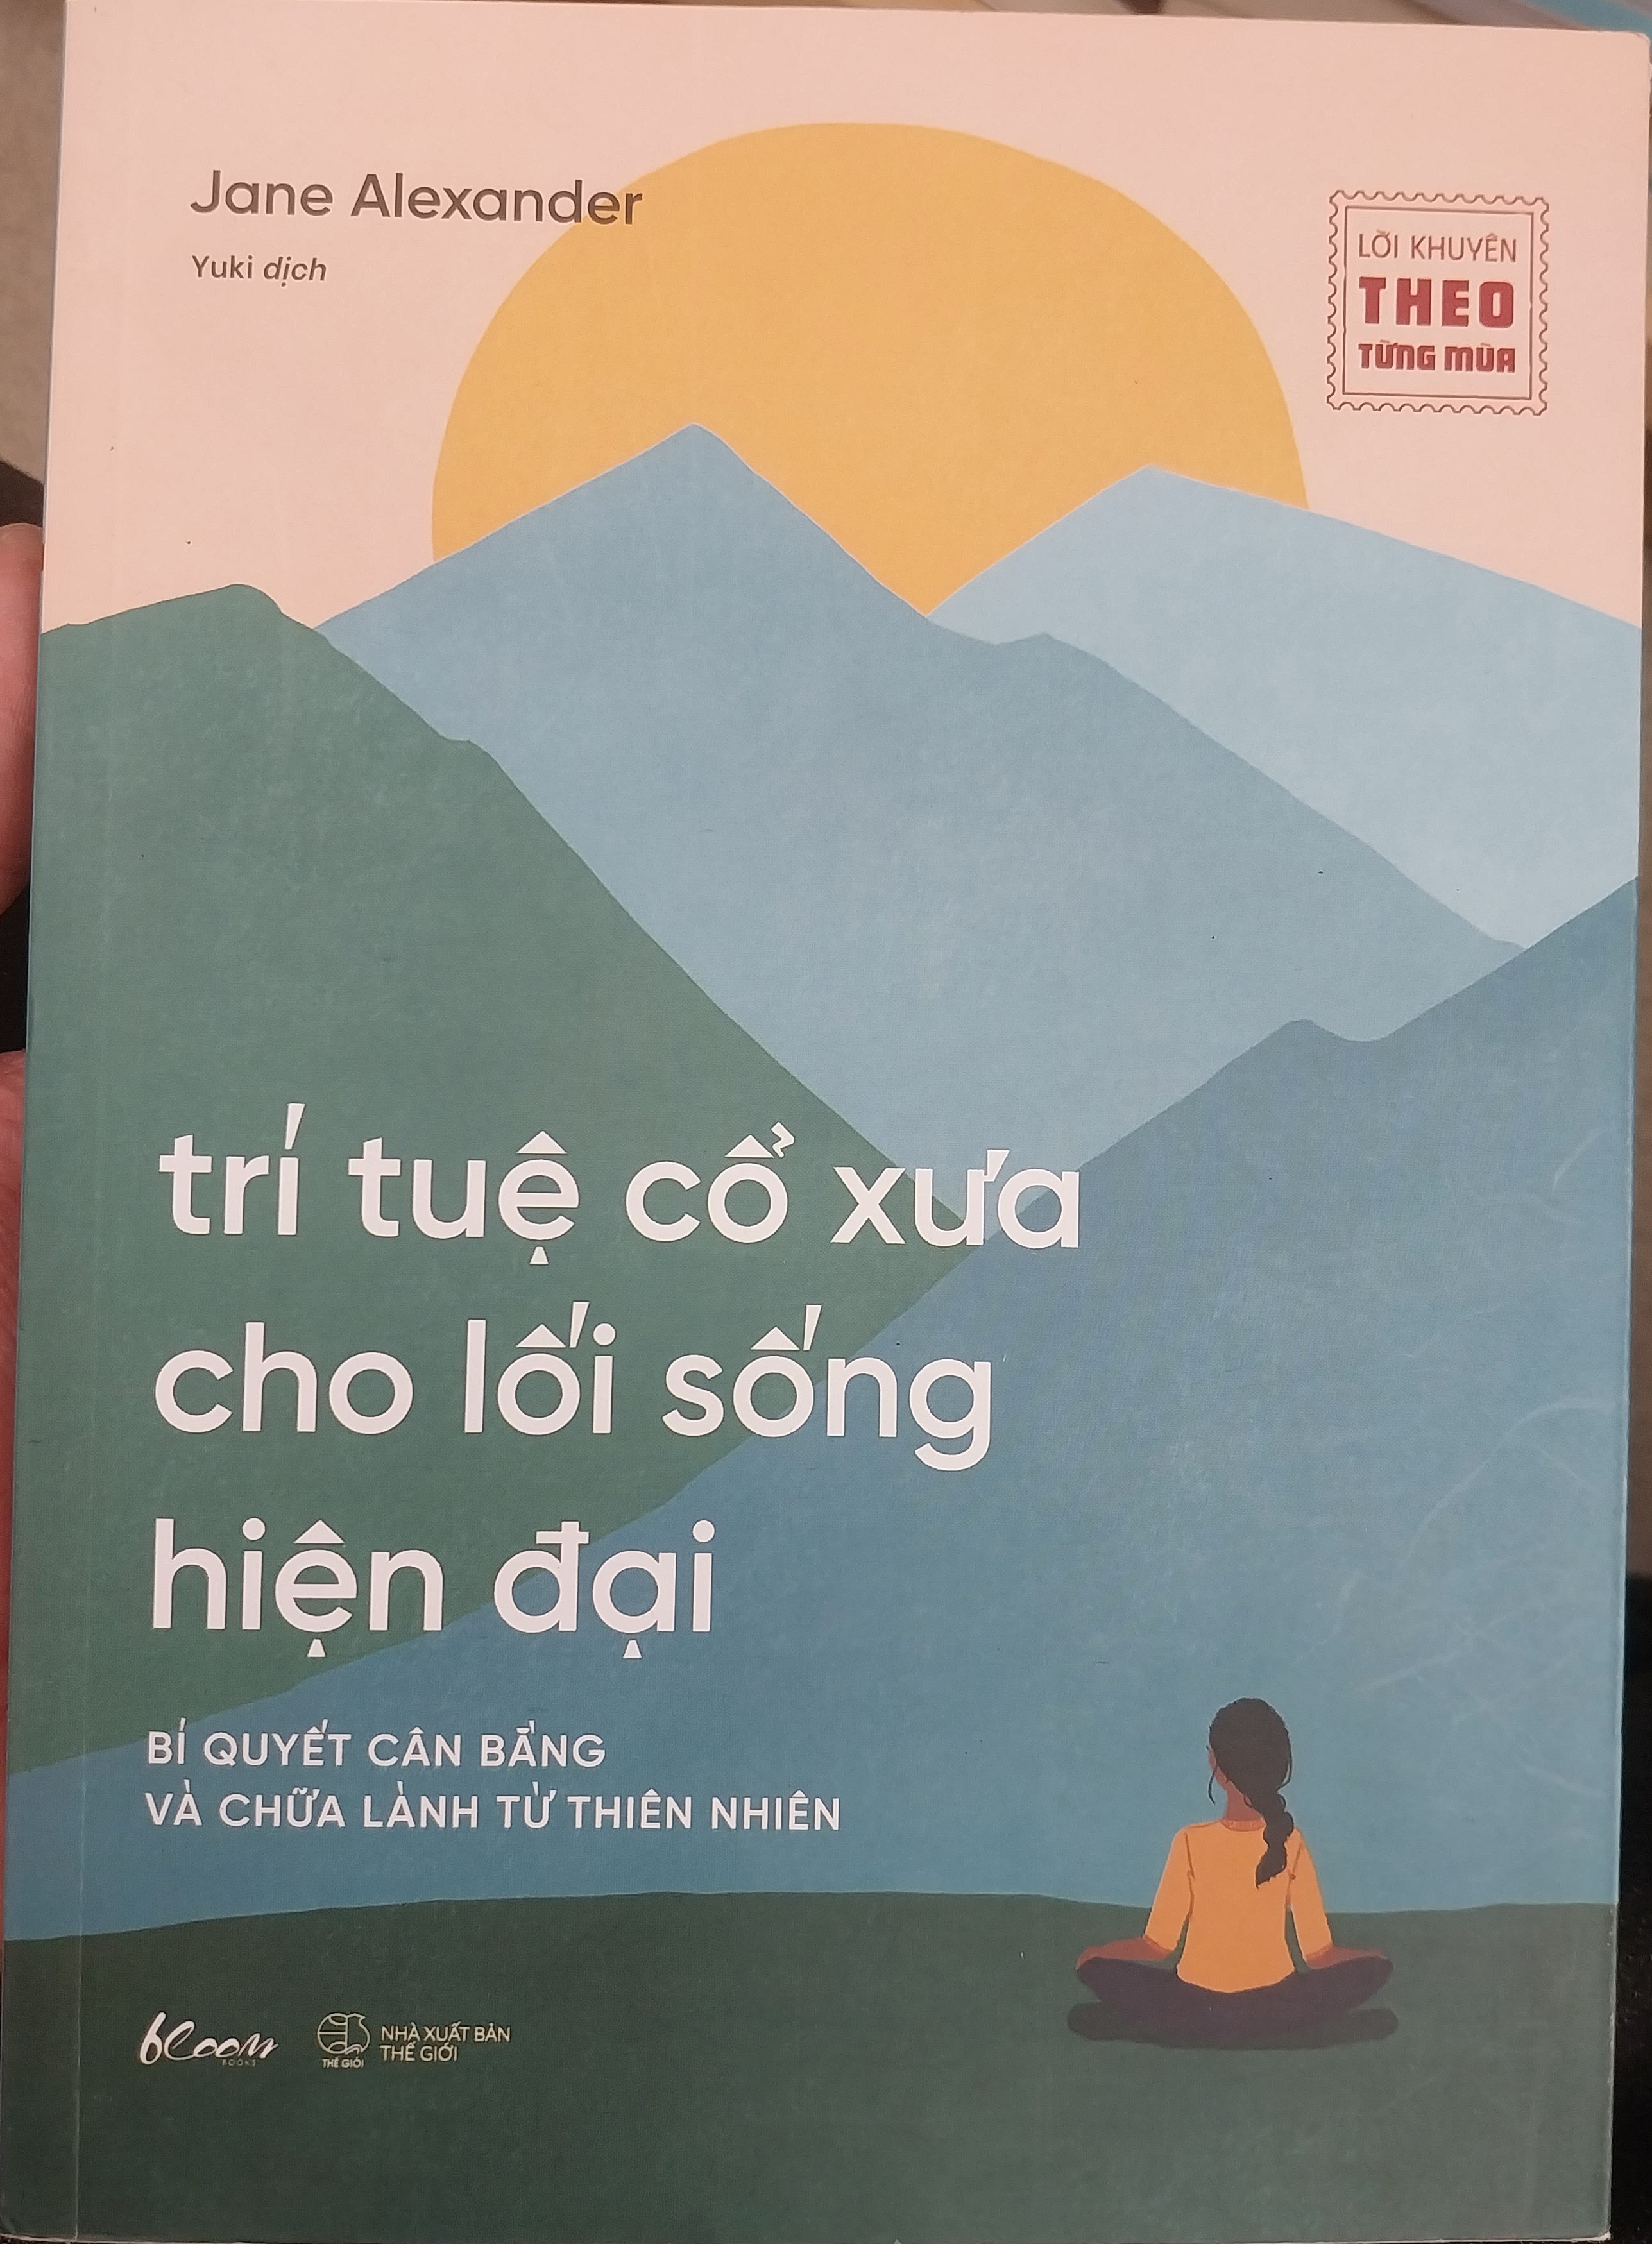 Jane Alexander
Yuki dịch
LỜI KHUYÊN
THEO
TỪNG MÙA
trí tuệ cổ xưa
cho lối sống
hiện đại
BÍ QUYẾT CÂN BẰNG
VÀ CHỮA LÀNH TỪ THIÊN NHIÊN
bloom
BOOKS
THẾ GIỚI
NHÀ XUẤT BẢN
THẾ GIỚI